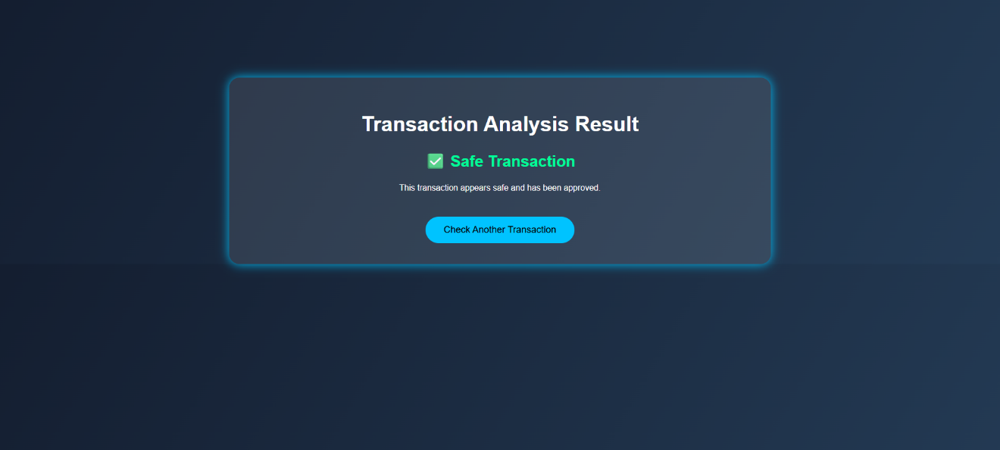 Transaction Analysis Result
✅ Safe Transaction
This transaction appears safe and has been approved.
Check Another Transaction